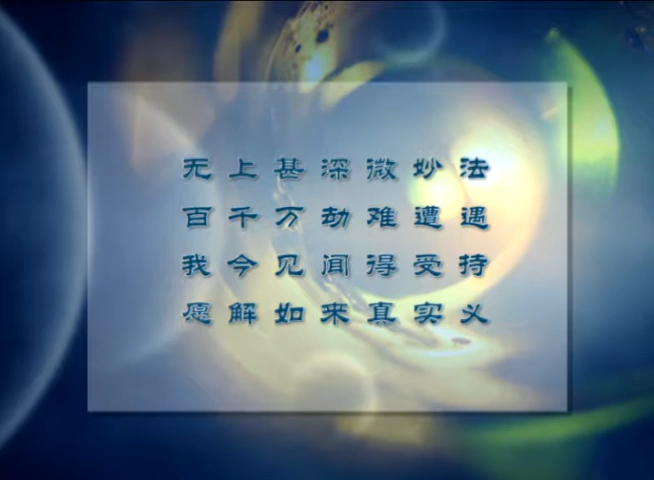 无上甚深微妙法
百千万劫难遭遇
我今见闻得受持
愿解如来真实义